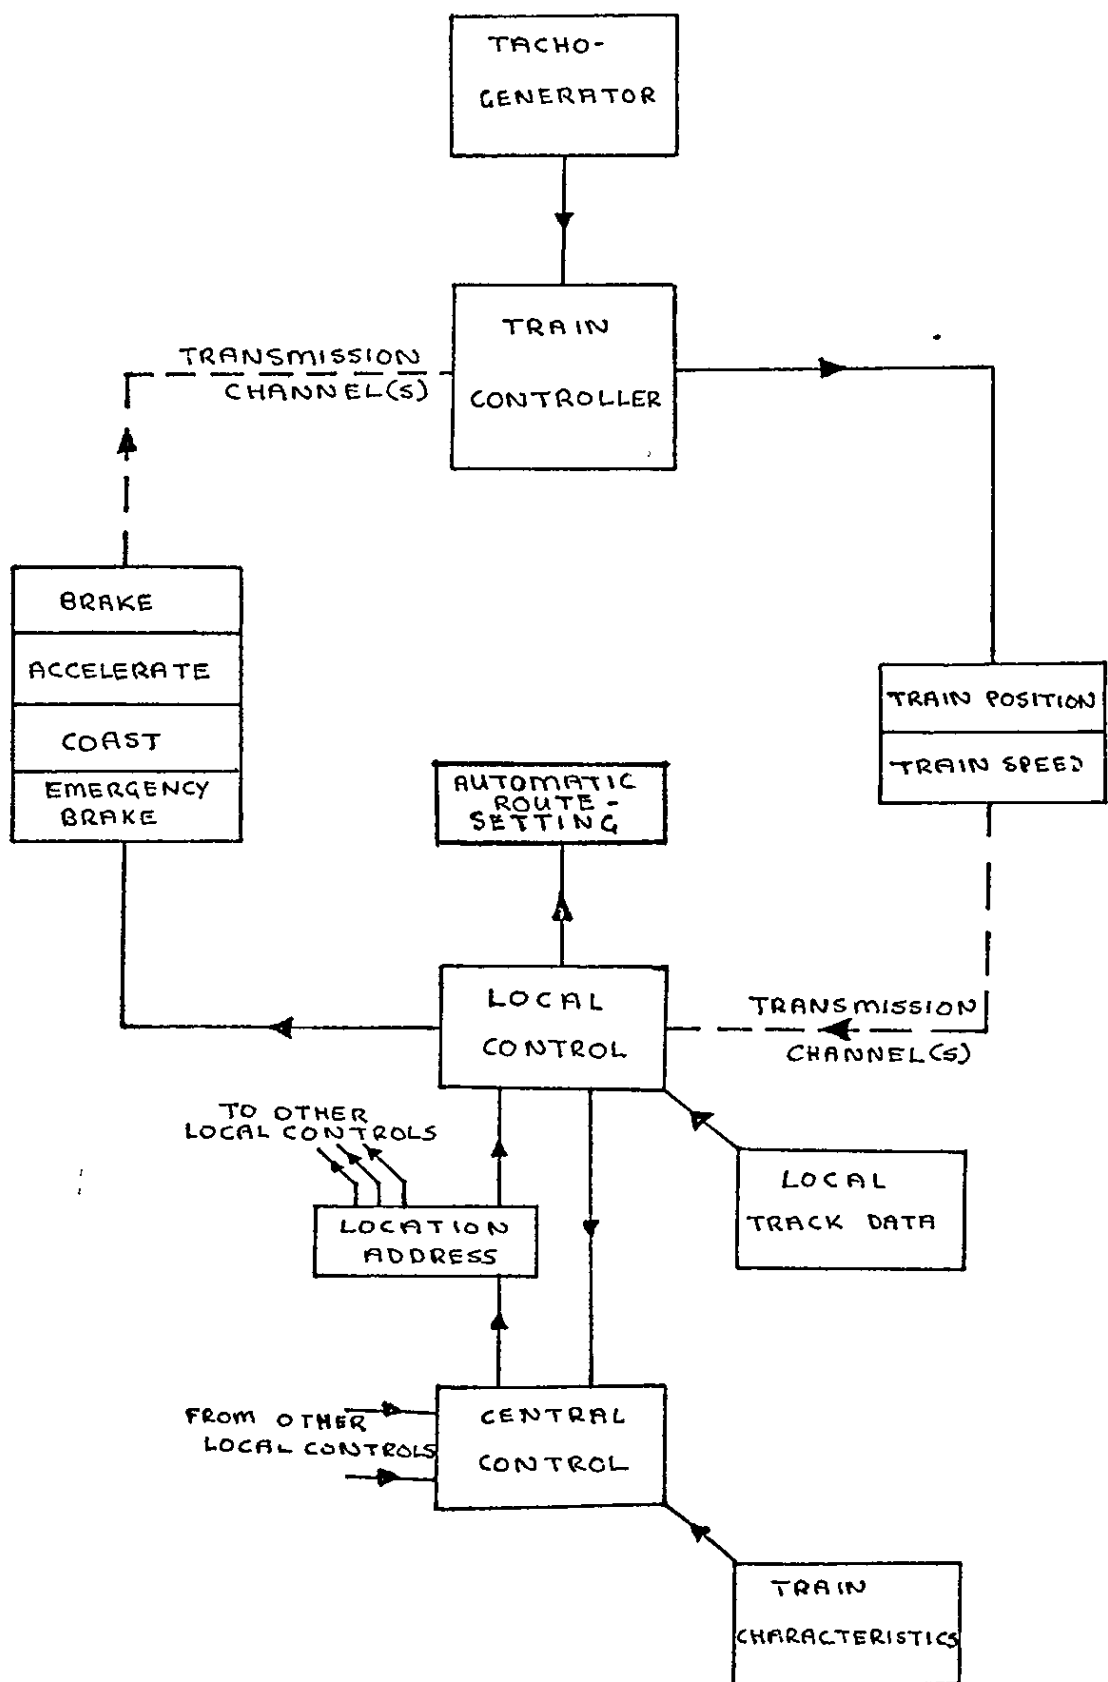 TACHO-
GENERATOR
TRAIN
CONTROLLER
TRANSMISSION
CHANNEL(S)
BRAKE
ACCELERATE
COAST
EMERGENCY
BRAKE
TRAIN POSITION
TRAIN SPEED
AUTOMATIC
ROUTE-
SETTING
LOCAL
CONTROL
TRANSMISSION
CHANNEL(S)
TO OTHER
LOCAL CONTROLS
LOCATION
ADDRESS
LOCAL
TRACK DATA
FROM OTHER
LOCAL CONTROLS
CENTRAL
CONTROL
TRAIN
CHARACTERISTICS